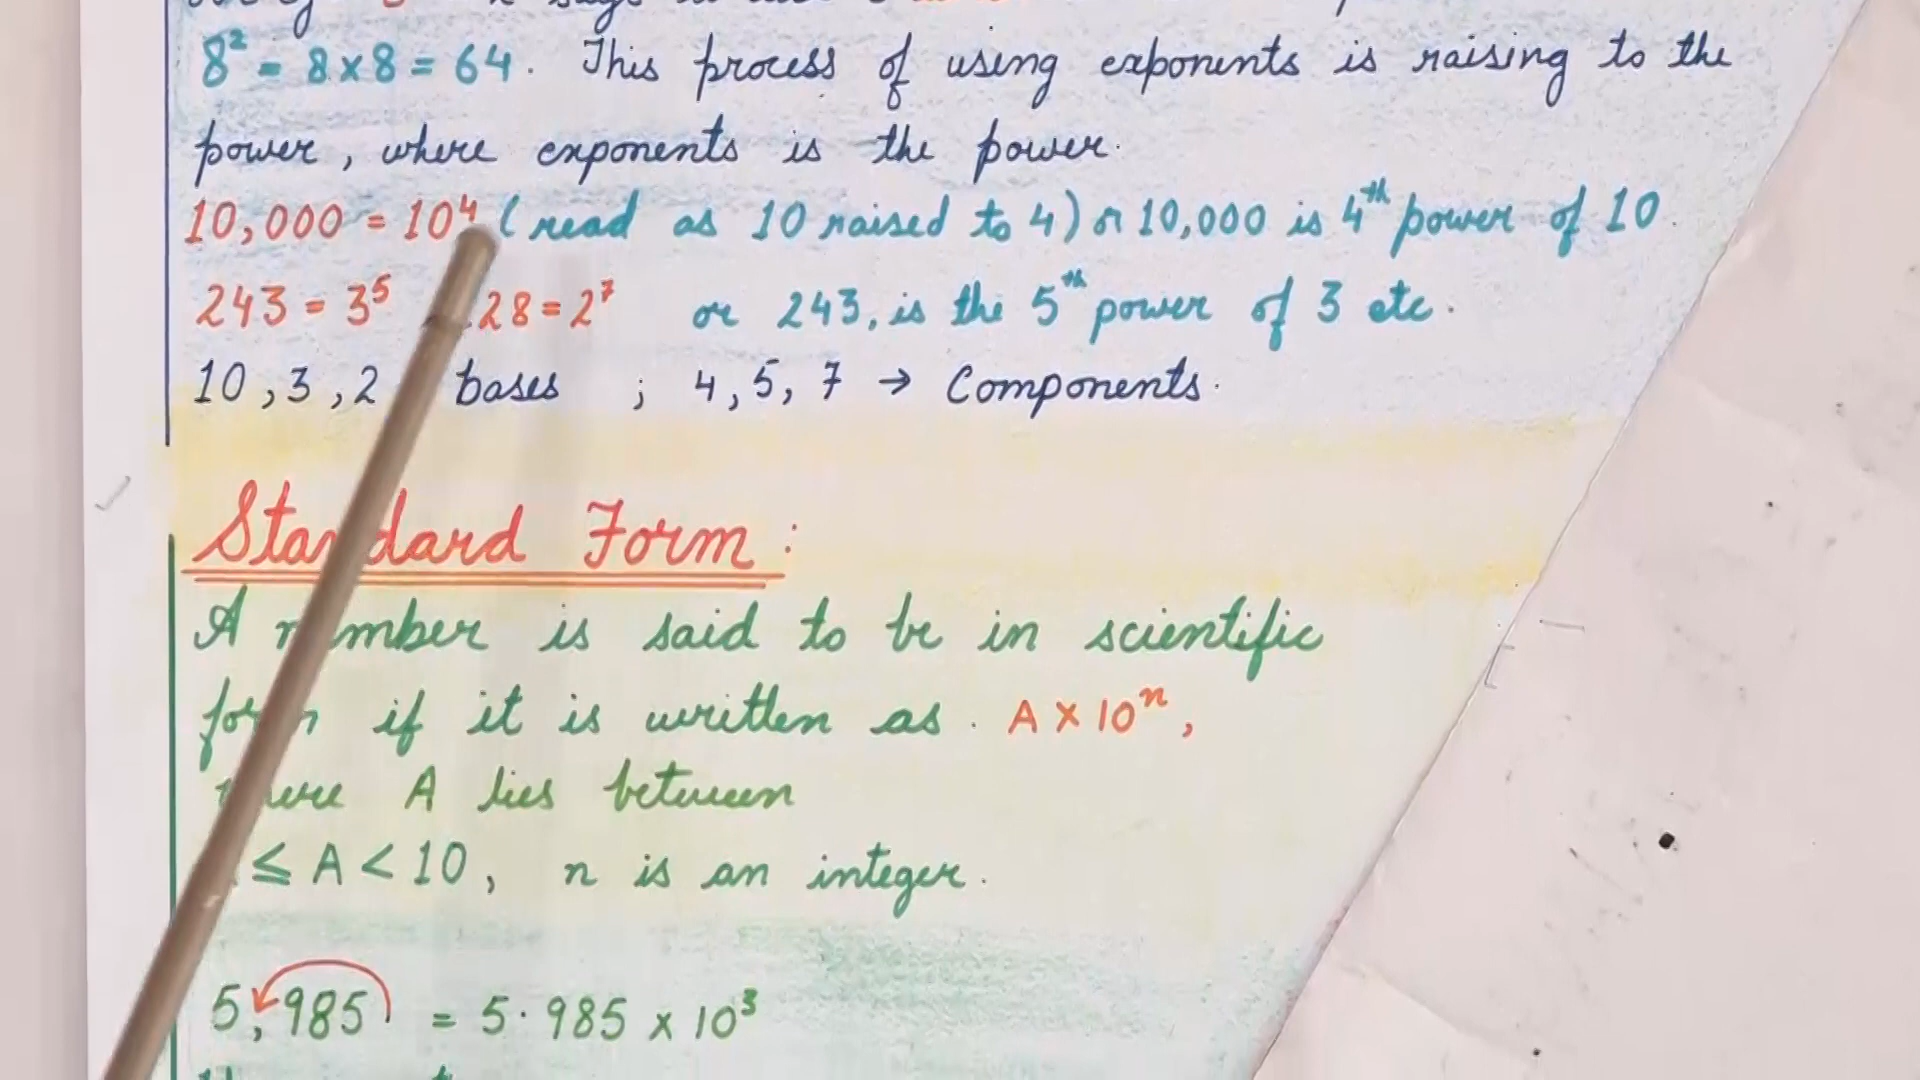 8² = 8 x 8 = 64. This process of using exponents is raising to the
power, where exponents is the power.
10,000 = 10⁴ (read as 10 raised to 4) or 10,000 is 4th power of 10.
243 = 3⁵ 28 = 2⁷ or 243, is the 5th power of 3 etc.
10, 3, 2 bases ; 4, 5, 7 → Components.
Standard Form :
A number is said to be in scientific
form if it is written as . A x 10ⁿ,
where A lies between
≤ A < 10, n is an integer.
5,985 = 5.985 x 10³